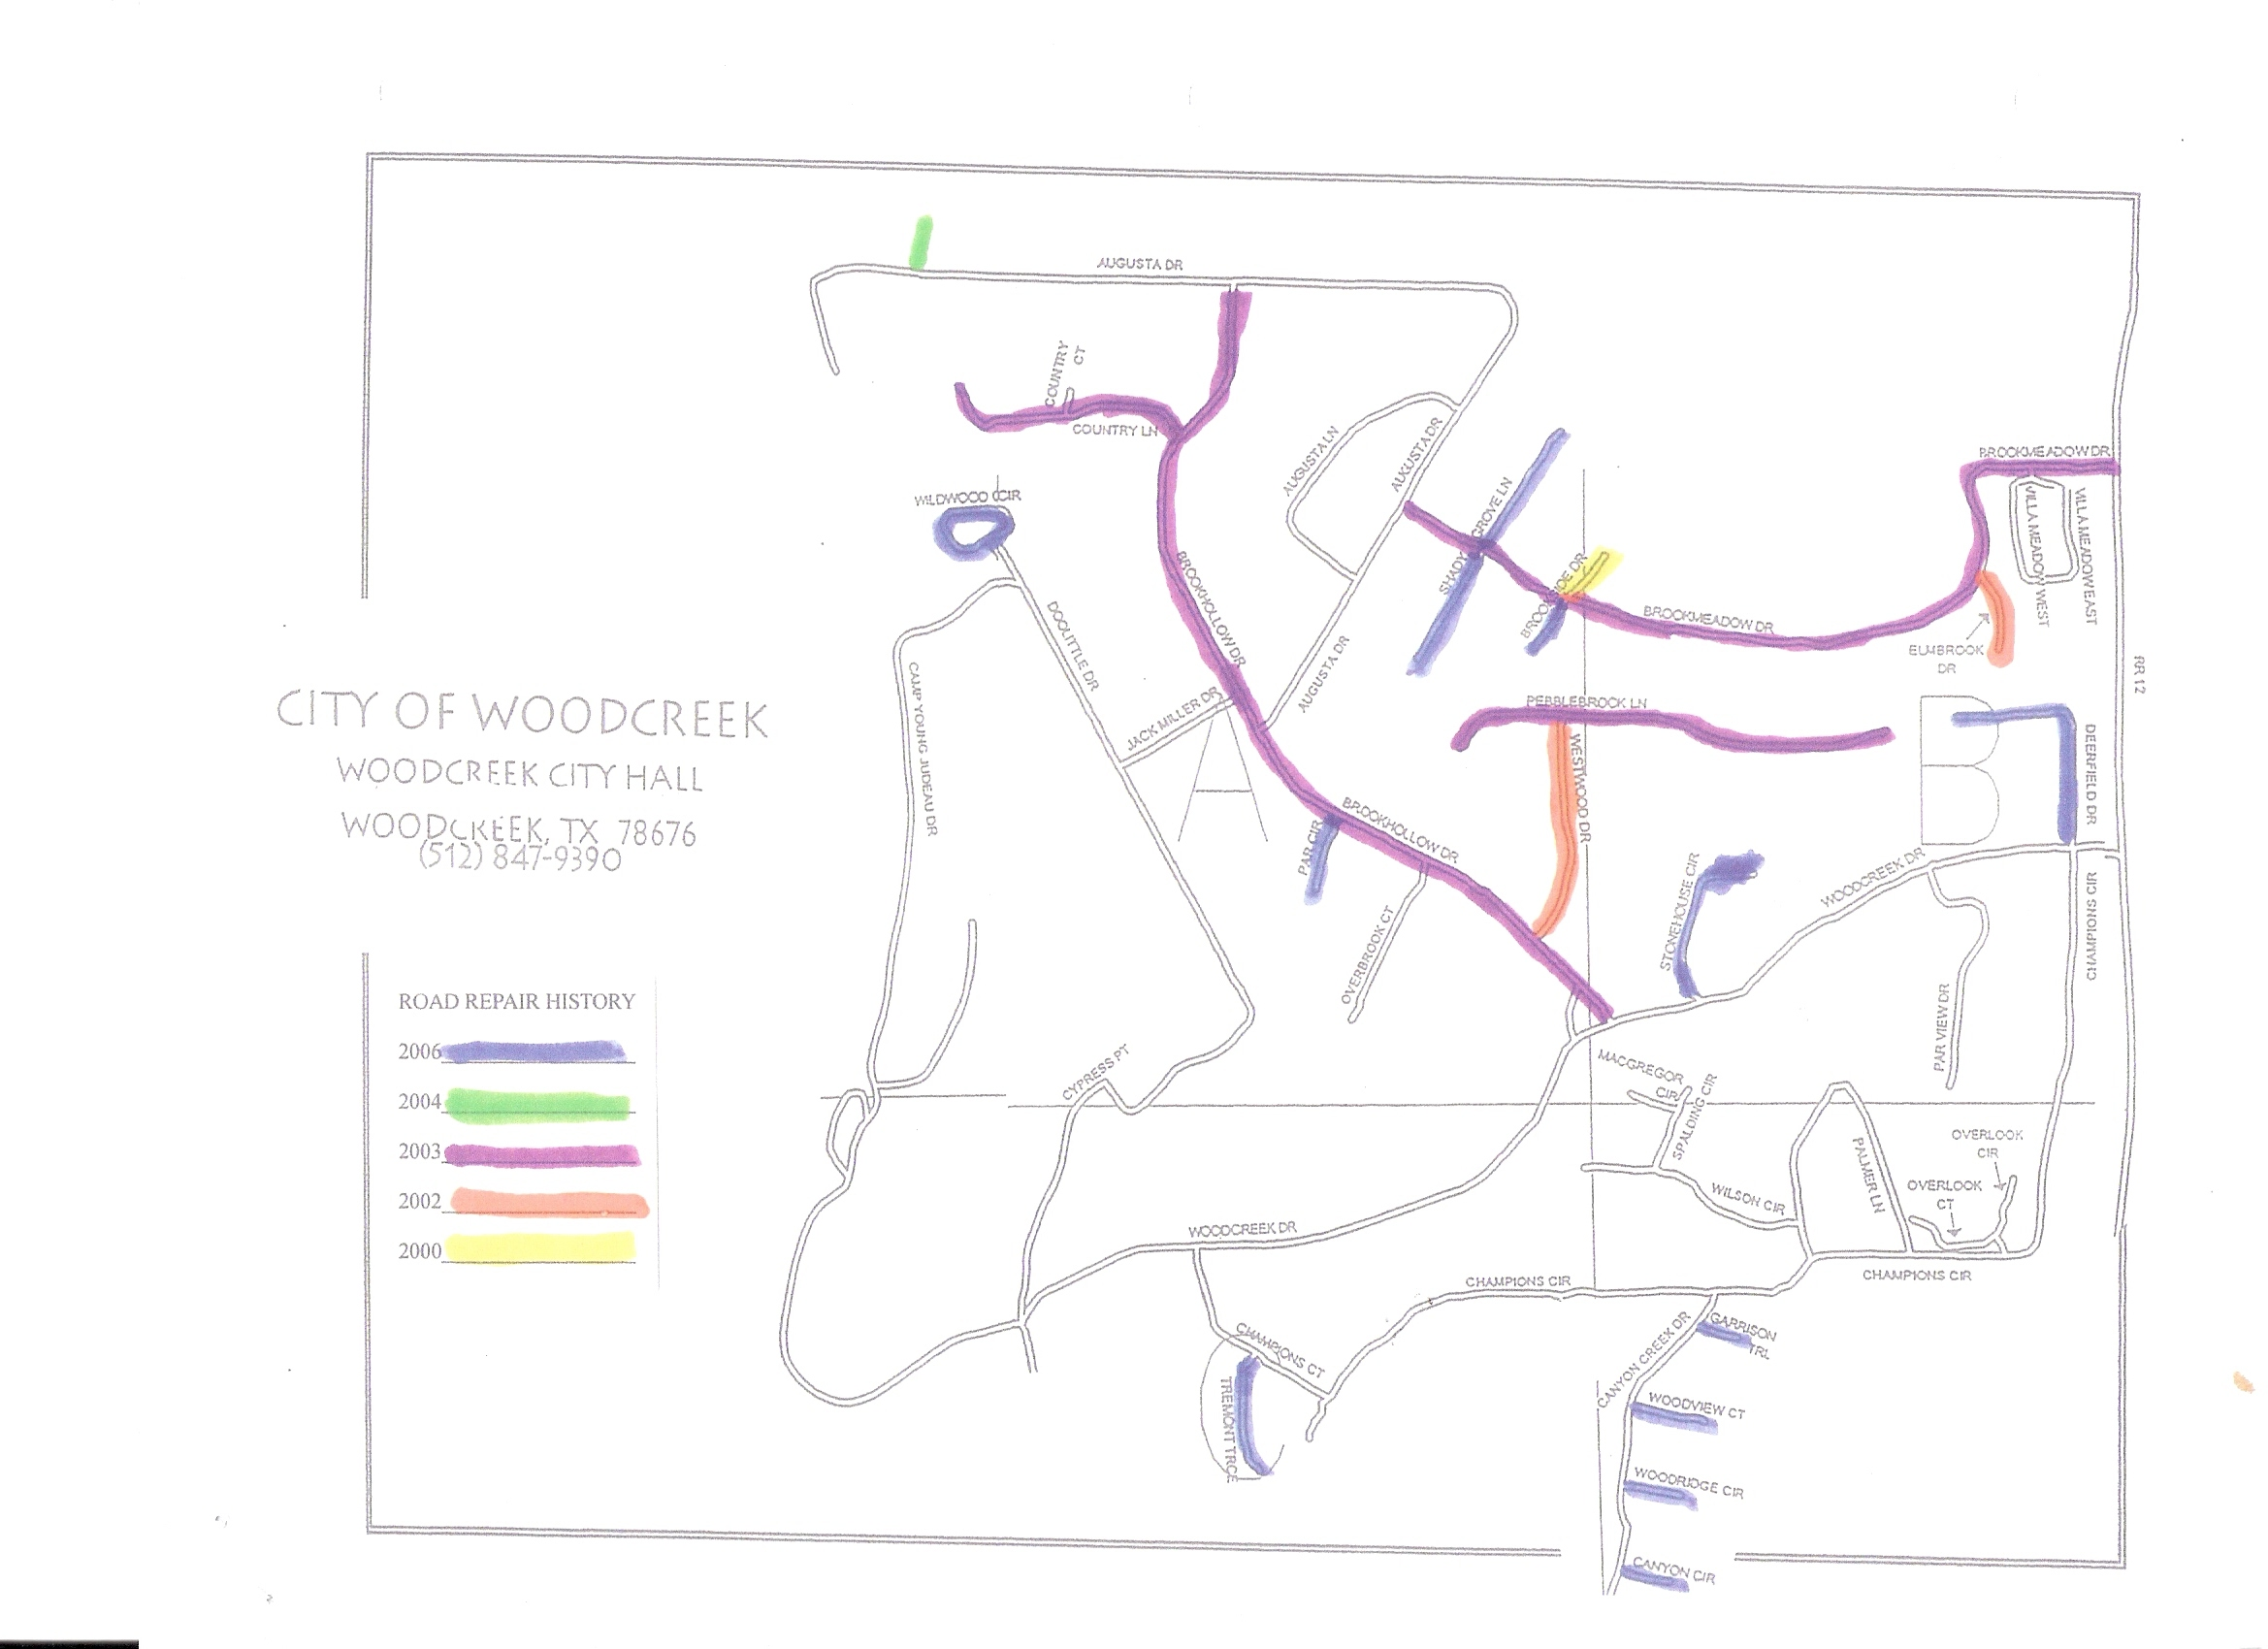 AUGUSTA DR
COUNTRY
CT
COUNTRY LN
WILDWOOD CIR
AUGUSTA LN
AUGUSTA DR
SHADY GROVE LN
BROOKSIDE DR
BROOKMEADOW DR
BROOKMEADOW DR
VILLA MEADOW WEST
VILLA MEADOW EAST
ELMBROOK
DR
RR 12
BROOKHOLLOW DR
DOOLITTLE DR
AUGUSTA DR
JACK MILLER DR
CAMP YOUNG JUDEAU DR
PEBBLEBROOK LN
WESTWOOD DR
DEERFIELD DR
CITY OF WOODCREEK
WOODCREEK CITY HALL
WOODCREEK, TX 78676
(512) 847-9390
BROOKHOLLOW DR
PAR CIR
OVERBROOK CT
STONEHOUSE CIR
WOODCREEK DR
CHAMPIONS CIR
PAR VIEW DR
ROAD REPAIR HISTORY
2006
2004
2003
2002
2000
CYPRESS PT
MACGREGOR
CIR
SPALDING CIR
PALMER LN
OVERLOOK
CIR
OVERLOOK
CT
WILSON CIR
WOODCREEK DR
CHAMPIONS CIR
CHAMPIONS CIR
CHAMPIONS CT
TREMONT TRCE
CANYON CREEK DR
GARRISON
TRL
WOODVIEW CT
WOODRIDGE CIR
CANYON CIR